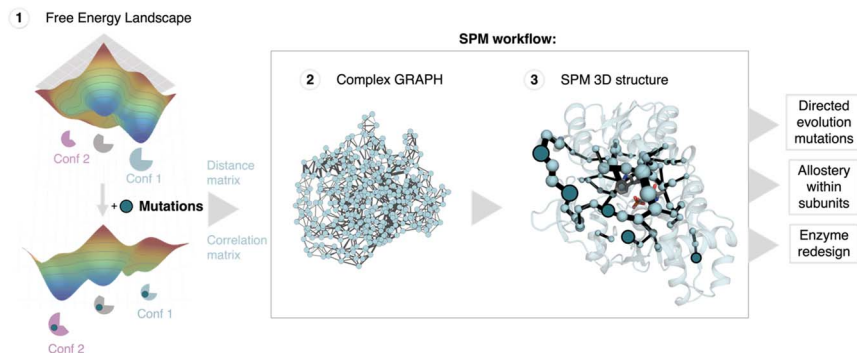 1 Free Energy Landscape
Conf 2
Conf 1
+ Mutations
Conf 1
Conf 2
Distance
matrix
Correlation
matrix
SPM workflow:
2 Complex GRAPH
3 SPM 3D structure
Directed
evolution
mutations
Allostery
within
subunits
Enzyme
redesign